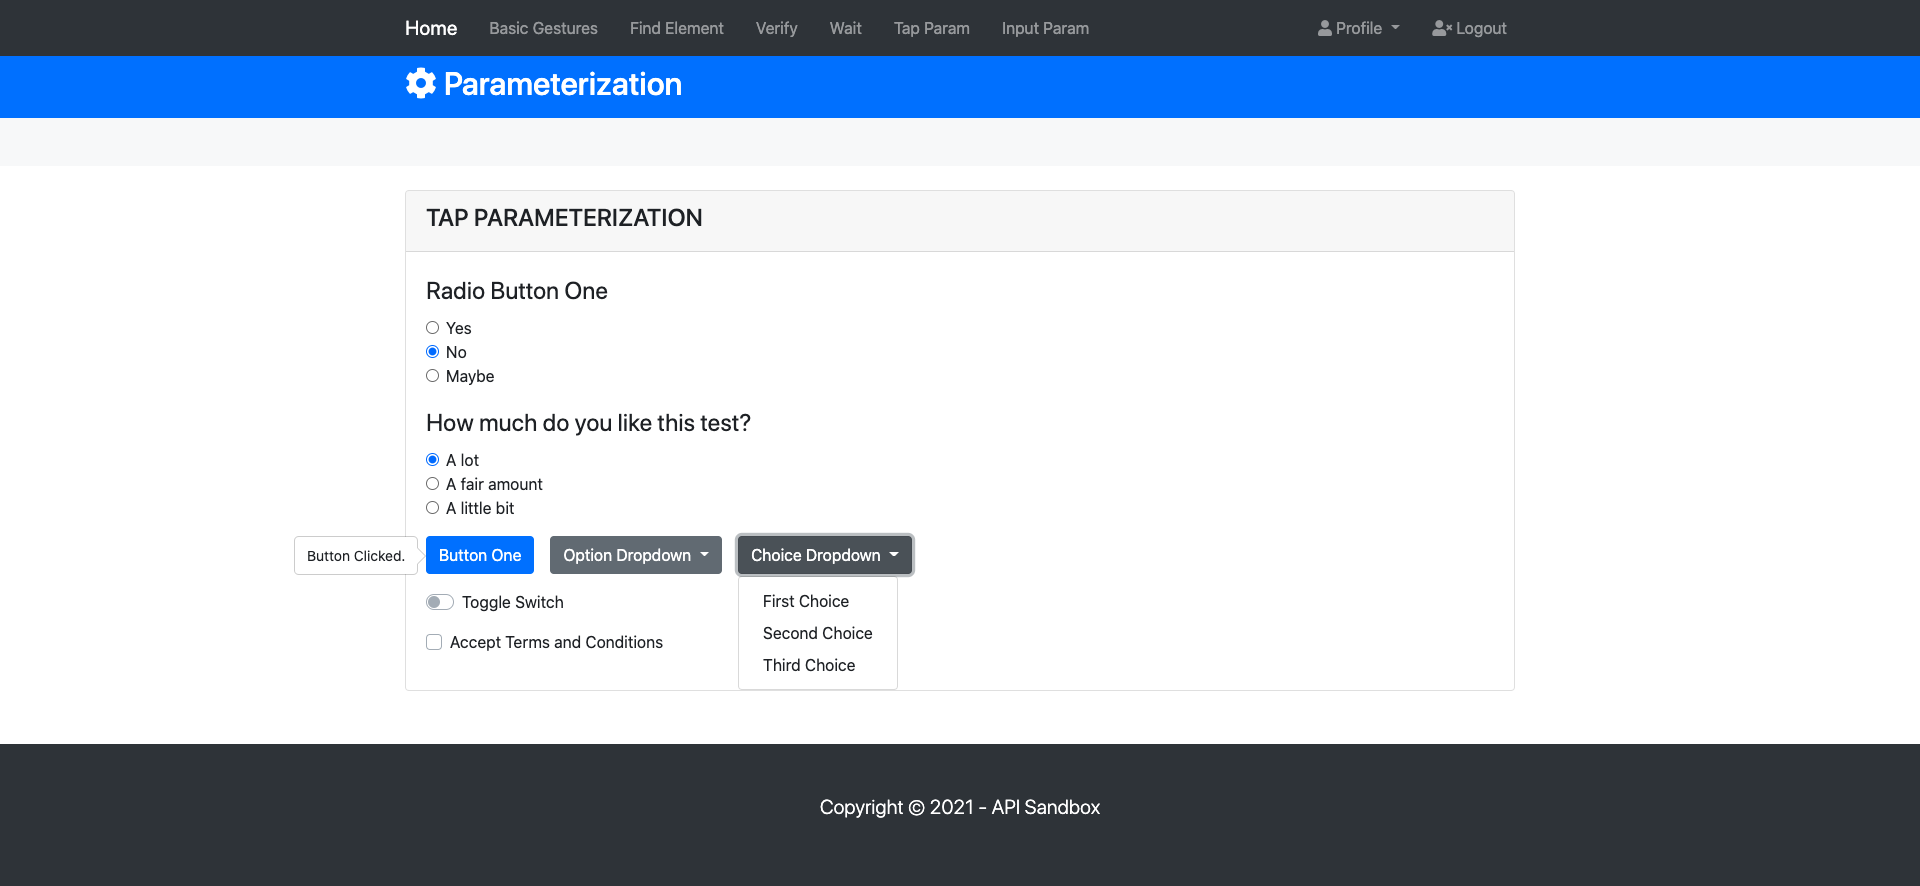 Home Basic Gestures Find Element Verify Wait Tap Param Input Param Profile Logout
Parameterization
TAP PARAMETERIZATION
Radio Button One
Yes
No
Maybe
How much do you like this test?
A lot
A fair amount
A little bit
Button Clicked. Button One Option Dropdown Choice Dropdown
First Choice
Toggle Switch
Second Choice
Accept Terms and Conditions
Third Choice
Copyright © 2021 - API Sandbox